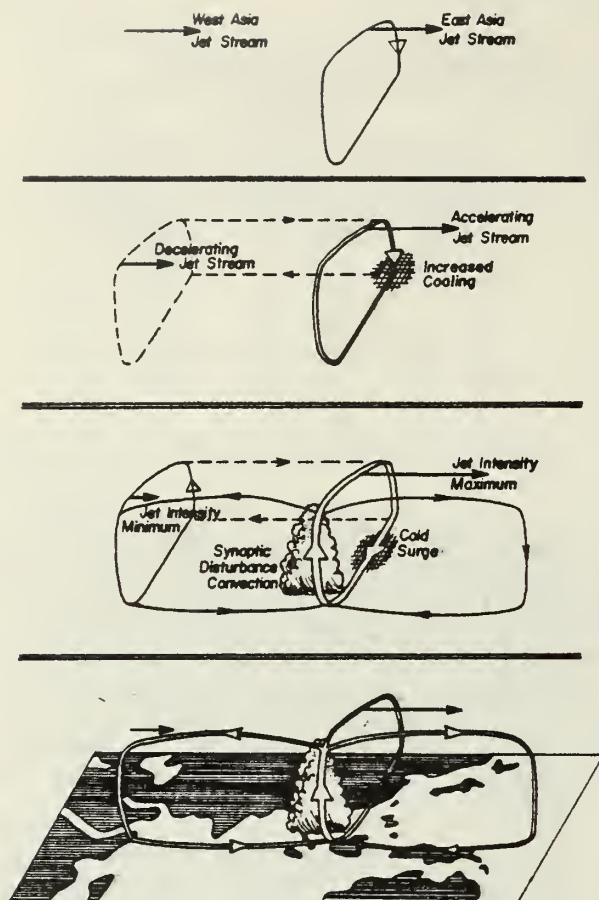 West Asia
Jet Stream
East Asia
Jet Stream
Decelerating
Jet Stream
Accelerating
Jet Stream
Increased
Cooling
Jet Intensity
Minimum
Jet Intensity
Maximum
Synaptic
Disturbance
Convection
Cold
Surge